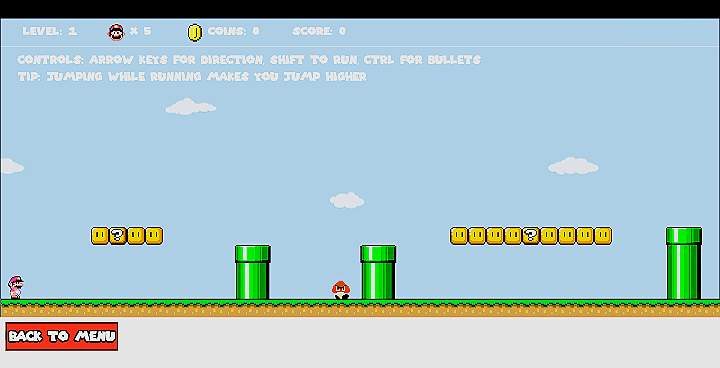 LEVEL: 1 X 5 COINS: 0 SCORE: 0
CONTROLS: ARROW KEYS FOR DIRECTION, SHIFT TO RUN, CTRL FOR BULLETS
TIP: JUMPING WHILE RUNNING MAKES YOU JUMP HIGHER
?
?
BACK TO MENU